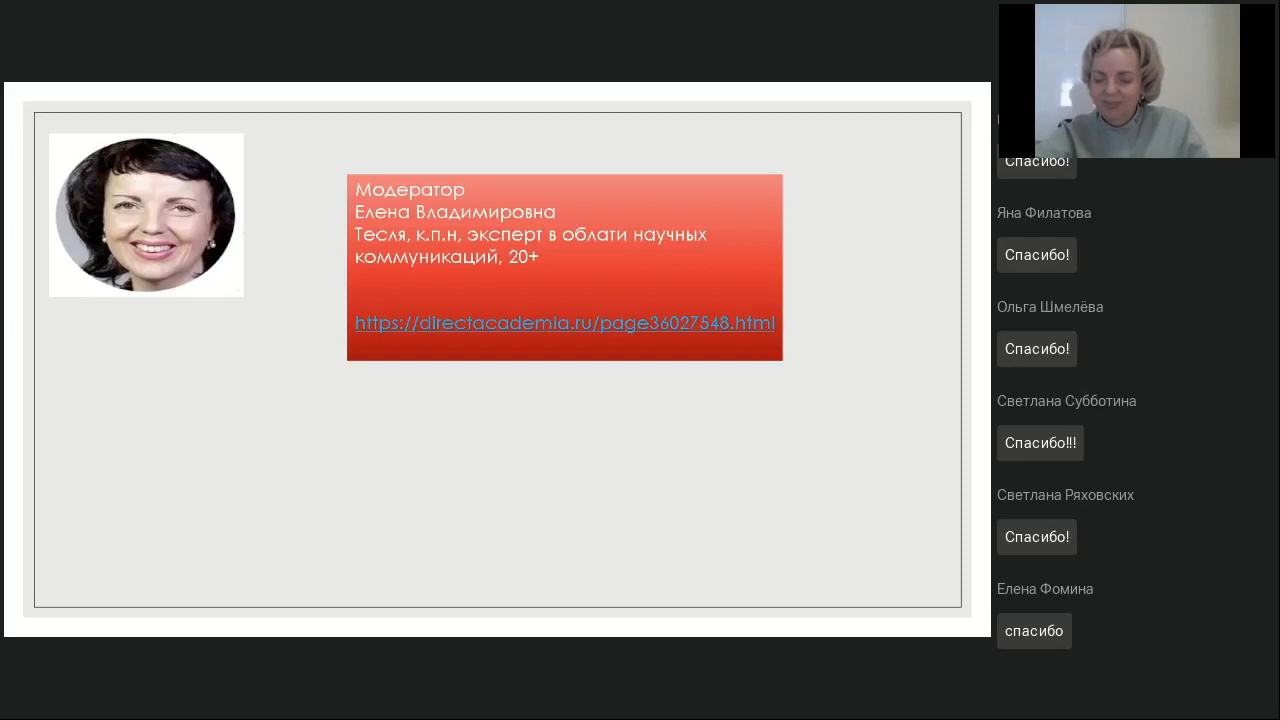 Модератор
Елена Владимировна
Тесля, к.п.н, эксперт в облати научных
коммуникаций, 20+
https://directacademia.ru/page36027548.html
Спасибо!
Яна Филатова
Спасибо!
Ольга Шмелёва
Спасибо!
Светлана Субботина
Спасибо!!!
Светлана Ряховских
Спасибо!
Елена Фомина
спасибо